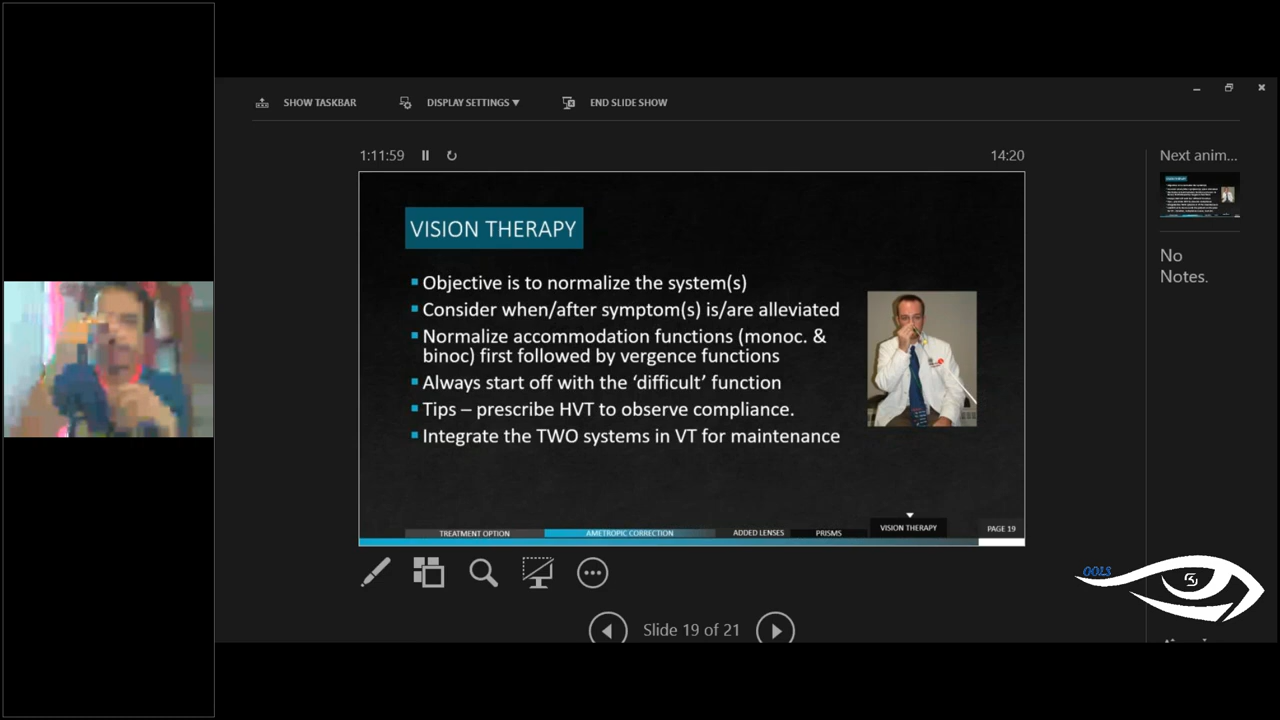 SHOW TASKBAR
DISPLAY SETTINGS ▼
END SLIDE SHOW
1:11:59
14:20
Next anim...
VISION THERAPY
Objective is to normalize the system(s)
Consider when/after symptom(s) is/are alleviated
Normalize accommodation functions (monoc. &
binoc) first followed by vergence functions
Always start off with the ‘difficult’ function
Tips – prescribe HVT to observe compliance.
Integrate the TWO systems in VT for maintenance
TREATMENT OPTION
AMETROPIC CORRECTION
ADDED LENSES
PRISMS
VISION THERAPY
PAGE 19
No
Notes.
OOLS
Slide 19 of 21